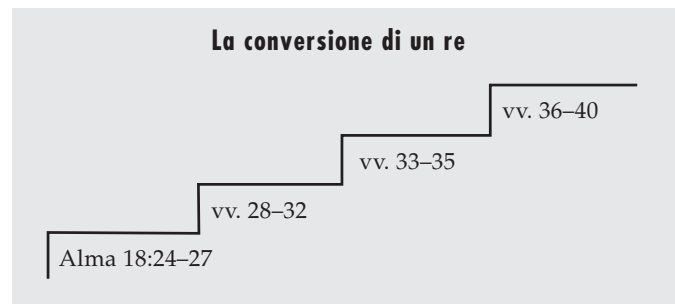 La conversione di un re
vv. 36–40
vv. 33–35
vv. 28–32
Alma 18:24–27